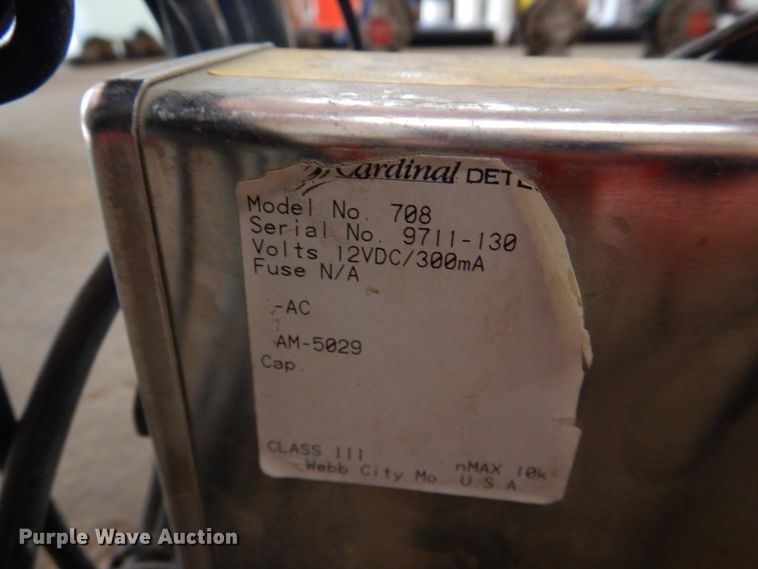 Cardinal DETE
Model No. 708
Serial No. 9711-130
Volts 12VDC/300mA
Fuse N/A
-AC
AM-5029
Cap.
CLASS III nMAX 10k
Webb City Mo. U S A
Purple Wave Auction®